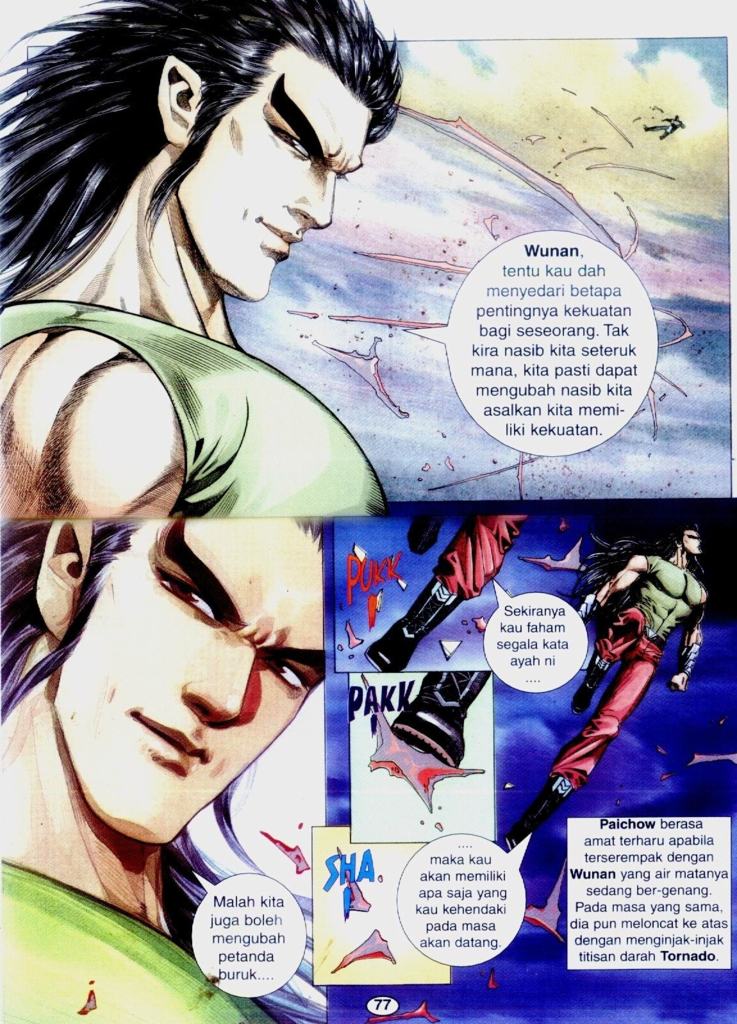 Wunan,
tentu kau dah
menyedari betapa
pentingnya kekuatan
bagi seseorang. Tak
kira nasib kita seteruk
mana, kita pasti dapat
mengubah nasib kita
asalkan kita memi-
liki kekuatan.
Malah kita
juga boleh
mengubah
petanda
buruk....
PUKK
Sekiranya
kau faham
segala kata
ayah ni
....
PAKK
SHA.
....
maka kau
akan memiliki
apa saja yang
kau kehendaki
pada masa
akan datang.
Paichow berasa
amat terharu apabila
terserempak dengan
Wunan yang air matanya
sedang ber-genang.
Pada masa yang sama,
dia pun meloncat ke atas
dengan menginjak-injak
titisan darah Tornado.
77